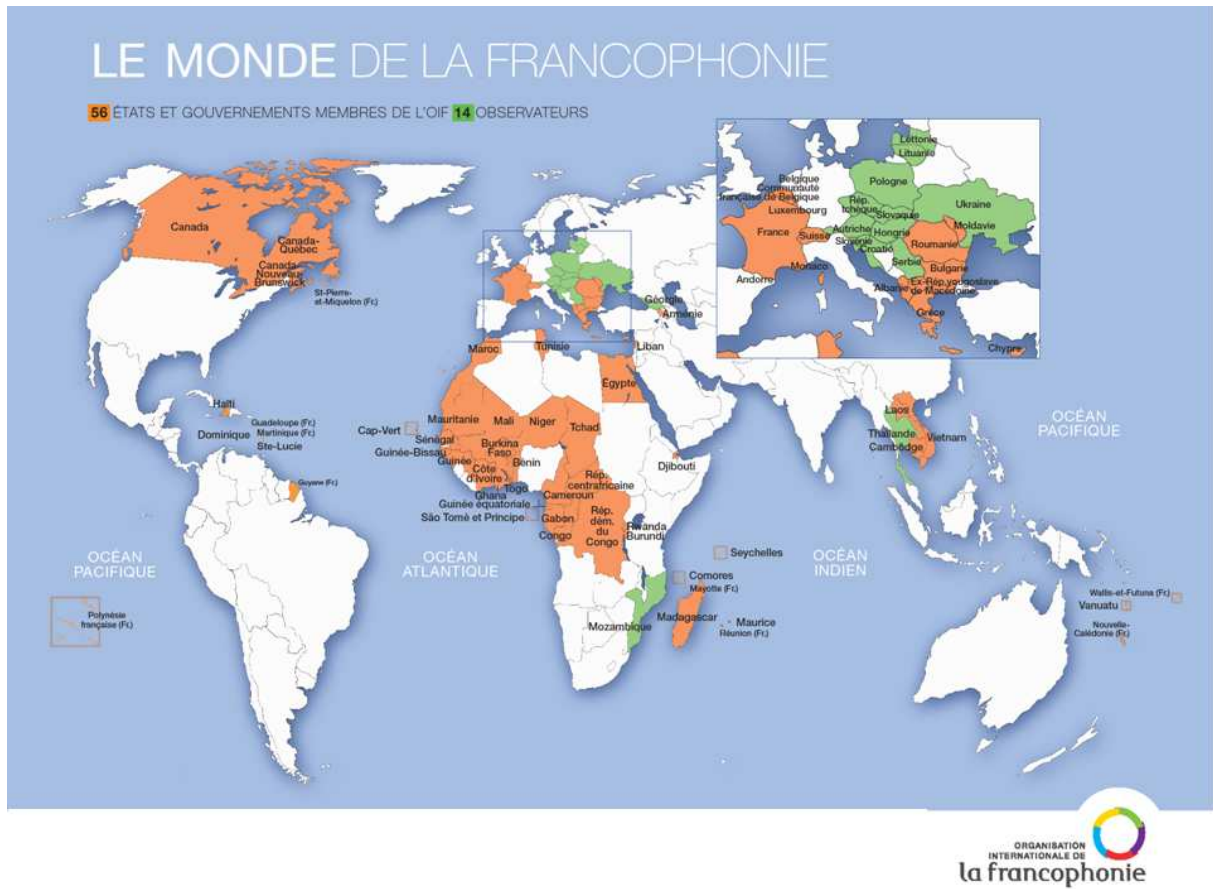 LE MONDE DE LA FRANCOPHONIE
56 ÉTATS ET GOUVERNEMENTS MEMBRES DE L'OIF 14 OBSERVATEURS
Canada
Canada-
Québec
Canada-
Nouveau-
Brunswick
St-Pierre-
et-Miquelon (Fr.)
Lettonie
Lituanie
Pologne
Belgique
Communauté
française de Belgique
Luxembourg
Rép.
tchèque
Slovaquie
Ukraine
Moldavie
France
Suisse
Autriche
Hongrie
Slovénie
Croatie
Roumanie
Serbie
Bulgarie
Monaco
Andorre
Albanie
Ex-Rép. yougoslave
de Macédoine
Grèce
Chypre
Géorgie
Arménie
Maroc
Tunisie
Liban
Égypte
Haïti
Guadeloupe (Fr.)
Martinique (Fr.)
Dominique
Ste-Lucie
Guyane (Fr.)
Cap-Vert
Mauritanie
Mali
Niger
Tchad
Sénégal
Guinée-Bissau
Guinée
Burkina
Faso
Bénin
Côte
d'Ivoire
Togo
Ghana
Djibouti
Rép.
centrafricaine
Cameroun
Guinée équatoriale
São Tomé et Principe
Gabon
Congo
Rép.
dém.
du
Congo
Rwanda
Burundi
Seychelles
Comores
Mayotte (Fr.)
Mozambique
Madagascar
Maurice
Réunion (Fr.)
Laos
Thaïlande
Cambodge
Vietnam
OCÉAN
PACIFIQUE
OCÉAN
PACIFIQUE
OCÉAN
ATLANTIQUE
OCÉAN
INDIEN
Polynésie
française (Fr.)
Wallis-et-Futuna (Fr.)
Vanuatu
Nouvelle-
Calédonie (Fr.)
ORGANISATION
INTERNATIONALE DE
la francophonie